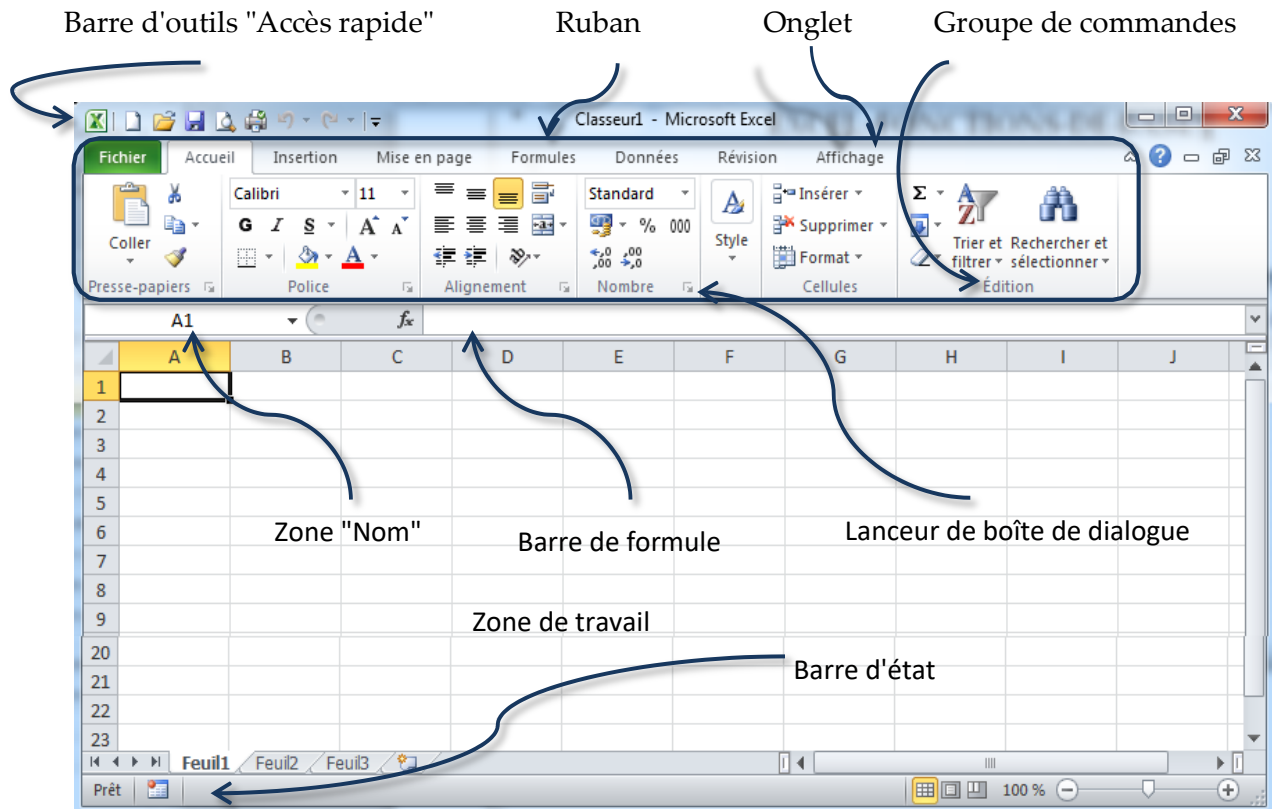 Barre d'outils "Accès rapide" Ruban Onglet Groupe de commandes
Classeur1 - Microsoft Excel
Fichier Accueil Insertion Mise en page Formules Données Révision Affichage
Calibri 11 Standard Insérer Σ
Coller G I S A A A % 000 Style Supprimer Trier et filtrer Rechercher et sélectionner
,0 ,00 ,00 ,0 Format
Presse-papiers Police Alignement Nombre Cellules Édition
A1 fx
A B C D E F G H I J
1
2
3
4
5
6 Zone "Nom" Barre de formule Lanceur de boîte de dialogue
7
8
9 Zone de travail
20
21 Barre d'état
22
23
Feuil1 Feuil2 Feuil3
Prêt 100 %